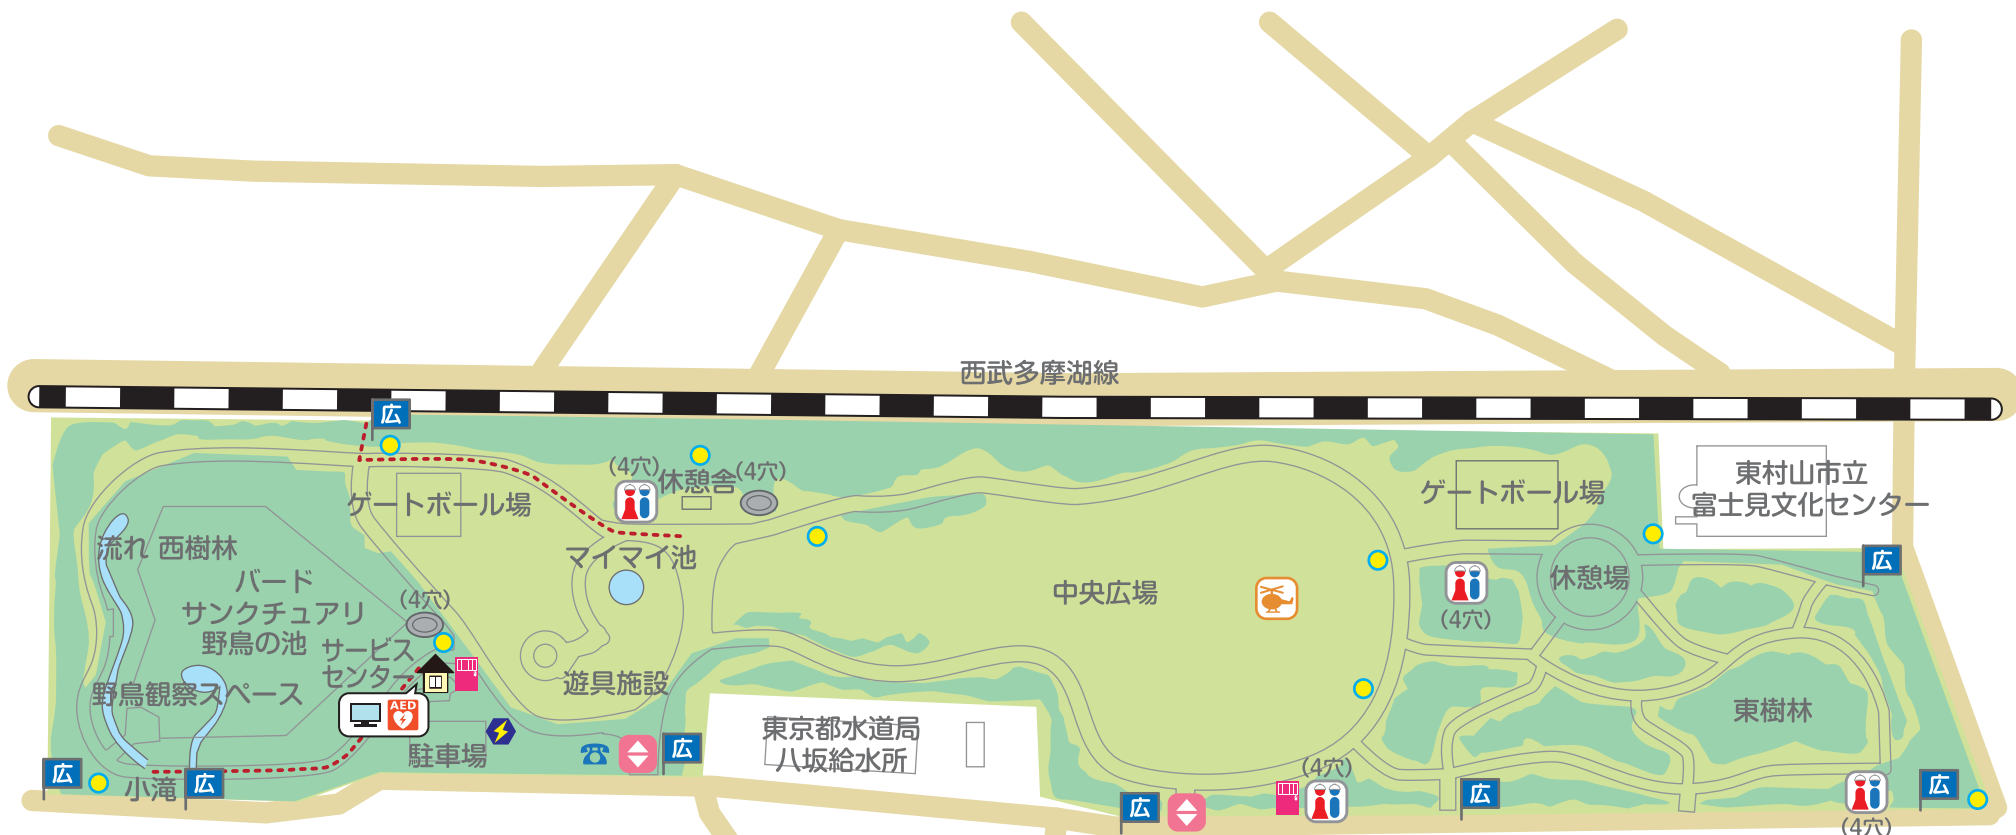 西武多摩湖線
広
(4穴)
休憩舎
(4穴)
ゲートボール場
ゲートボール場
東村山市立
富士見文化センター
流れ
西樹林
マイマイ池
広
バード
サンクチュアリ
野鳥の池
(4穴)
中央広場
休憩場
(4穴)
サービス
センター
野鳥観察スペース
遊具施設
AED
東樹林
駐車場
広
東京都水道局
八坂給水所
広
小滝
広
(4穴)
広
広
広
(4穴)